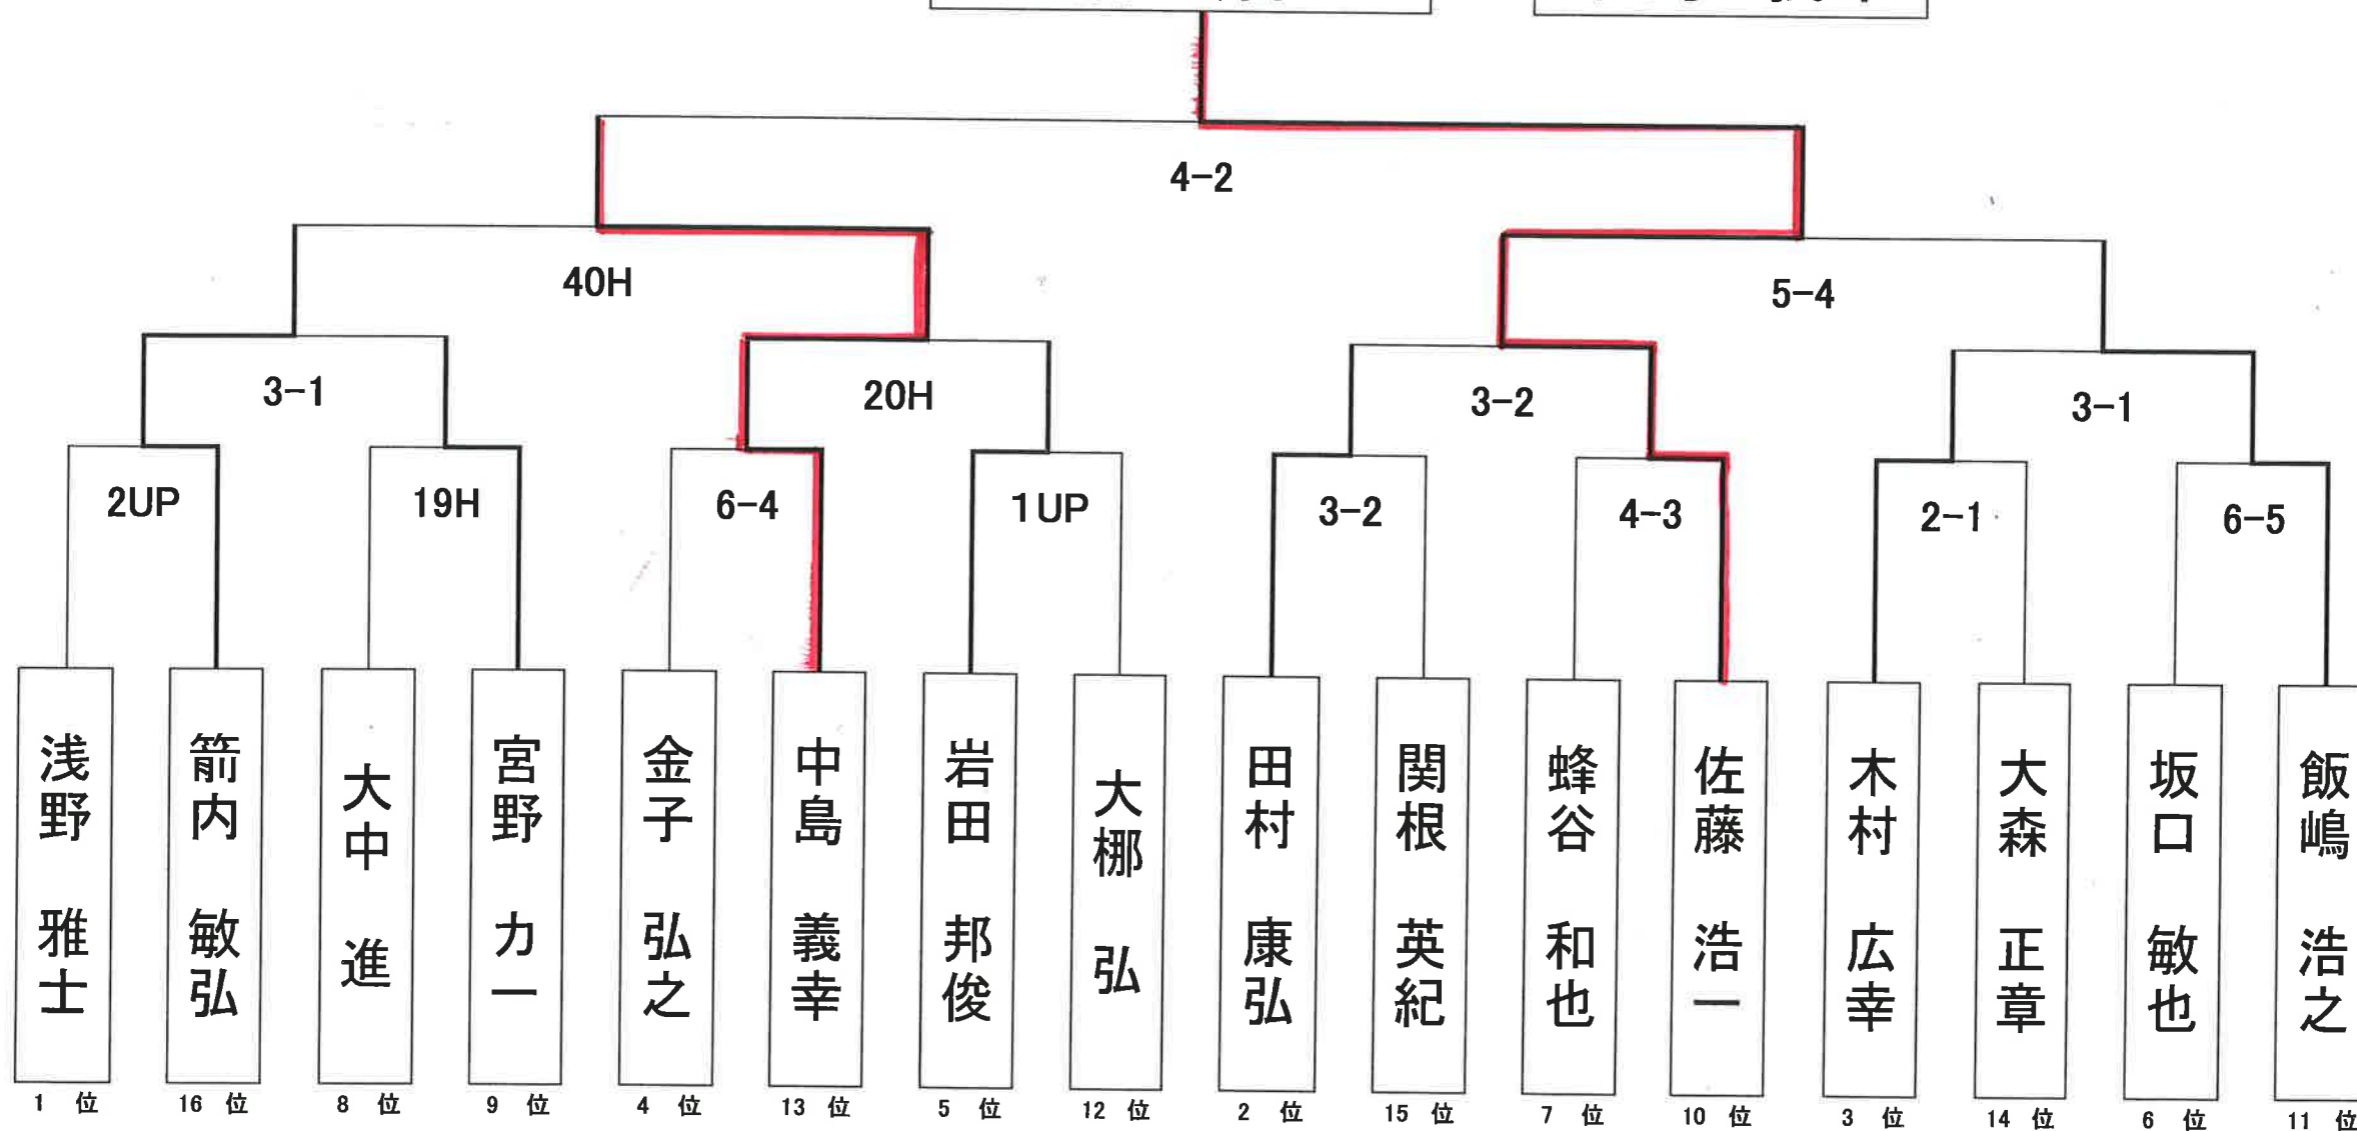 4-2
40H
5-4
3-1
20H
3-2
3-1
2UP
19H
6-4
1UP
3-2
4-3
2-1
6-5
浅野 雅士
箭内 敏弘
大中 進
宮野 力一
金子 弘之
中島 義幸
岩田 邦俊
大梛 弘
田村 康弘
関根 英紀
蜂谷 和也
佐藤 浩一
木村 広幸
大森 正章
坂口 敏也
飯嶋 浩之
1 位
16 位
8 位
9 位
4 位
13 位
5 位
12 位
2 位
15 位
7 位
10 位
3 位
14 位
6 位
11 位